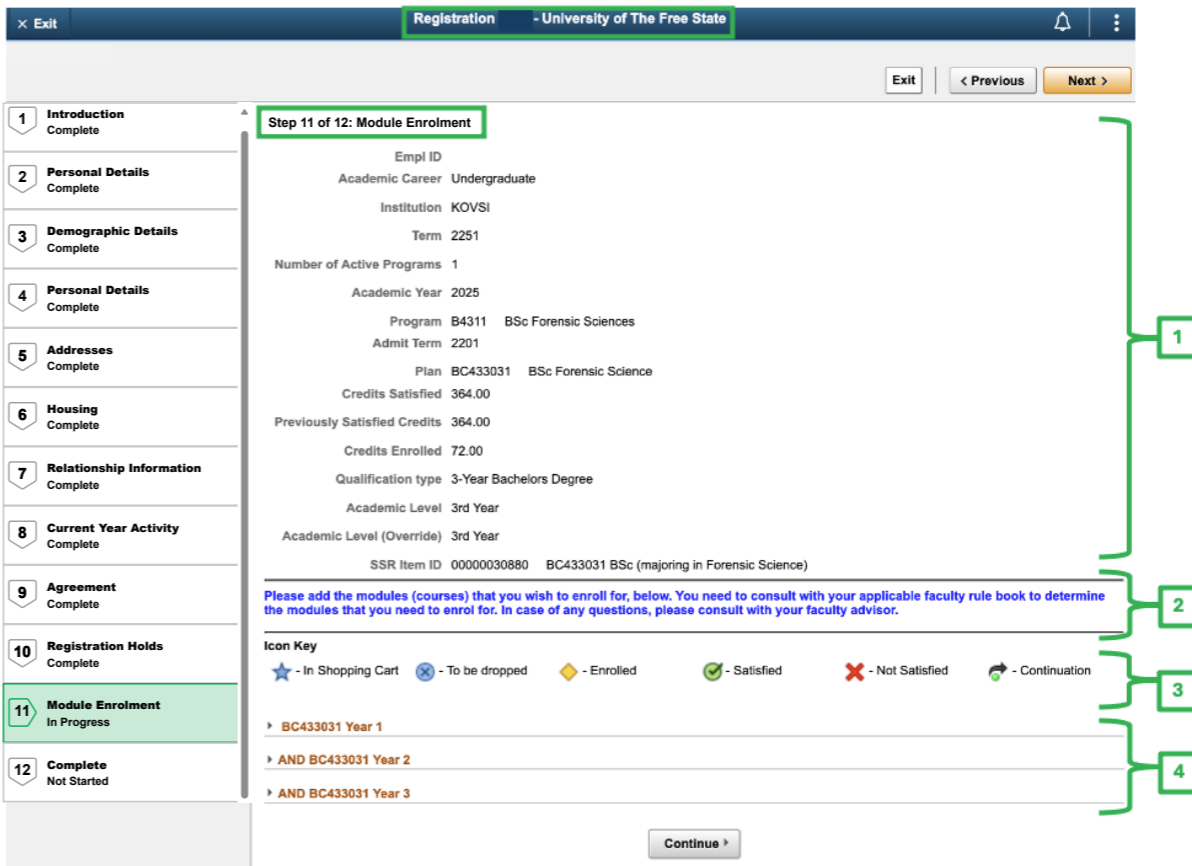 × Exit
Registration - University of The Free State
Exit
< Previous
Next >
1 Introduction
Complete
2 Personal Details
Complete
3 Demographic Details
Complete
4 Personal Details
Complete
5 Addresses
Complete
6 Housing
Complete
7 Relationship Information
Complete
8 Current Year Activity
Complete
9 Agreement
Complete
10 Registration Holds
Complete
11 Module Enrolment
In Progress
12 Complete
Not Started
Step 11 of 12: Module Enrolment
Empl ID
Academic Career Undergraduate
Institution KOVSI
Term 2251
Number of Active Programs 1
Academic Year 2025
Program B4311 BSc Forensic Sciences
Admit Term 2201
Plan BC433031 BSc Forensic Science
Credits Satisfied 364.00
Previously Satisfied Credits 364.00
Credits Enrolled 72.00
Qualification type 3-Year Bachelors Degree
Academic Level 3rd Year
Academic Level (Override) 3rd Year
SSR Item ID 00000030880 BC433031 BSc (majoring in Forensic Science)
1
Please add the modules (courses) that you wish to enroll for, below. You need to consult with your applicable faculty rule book to determine
the modules that you need to enrol for. In case of any questions, please consult with your faculty advisor.
2
Icon Key
- In Shopping Cart - To be dropped - Enrolled - Satisfied - Not Satisfied - Continuation
3
BC433031 Year 1
AND BC433031 Year 2
AND BC433031 Year 3
4
Continue